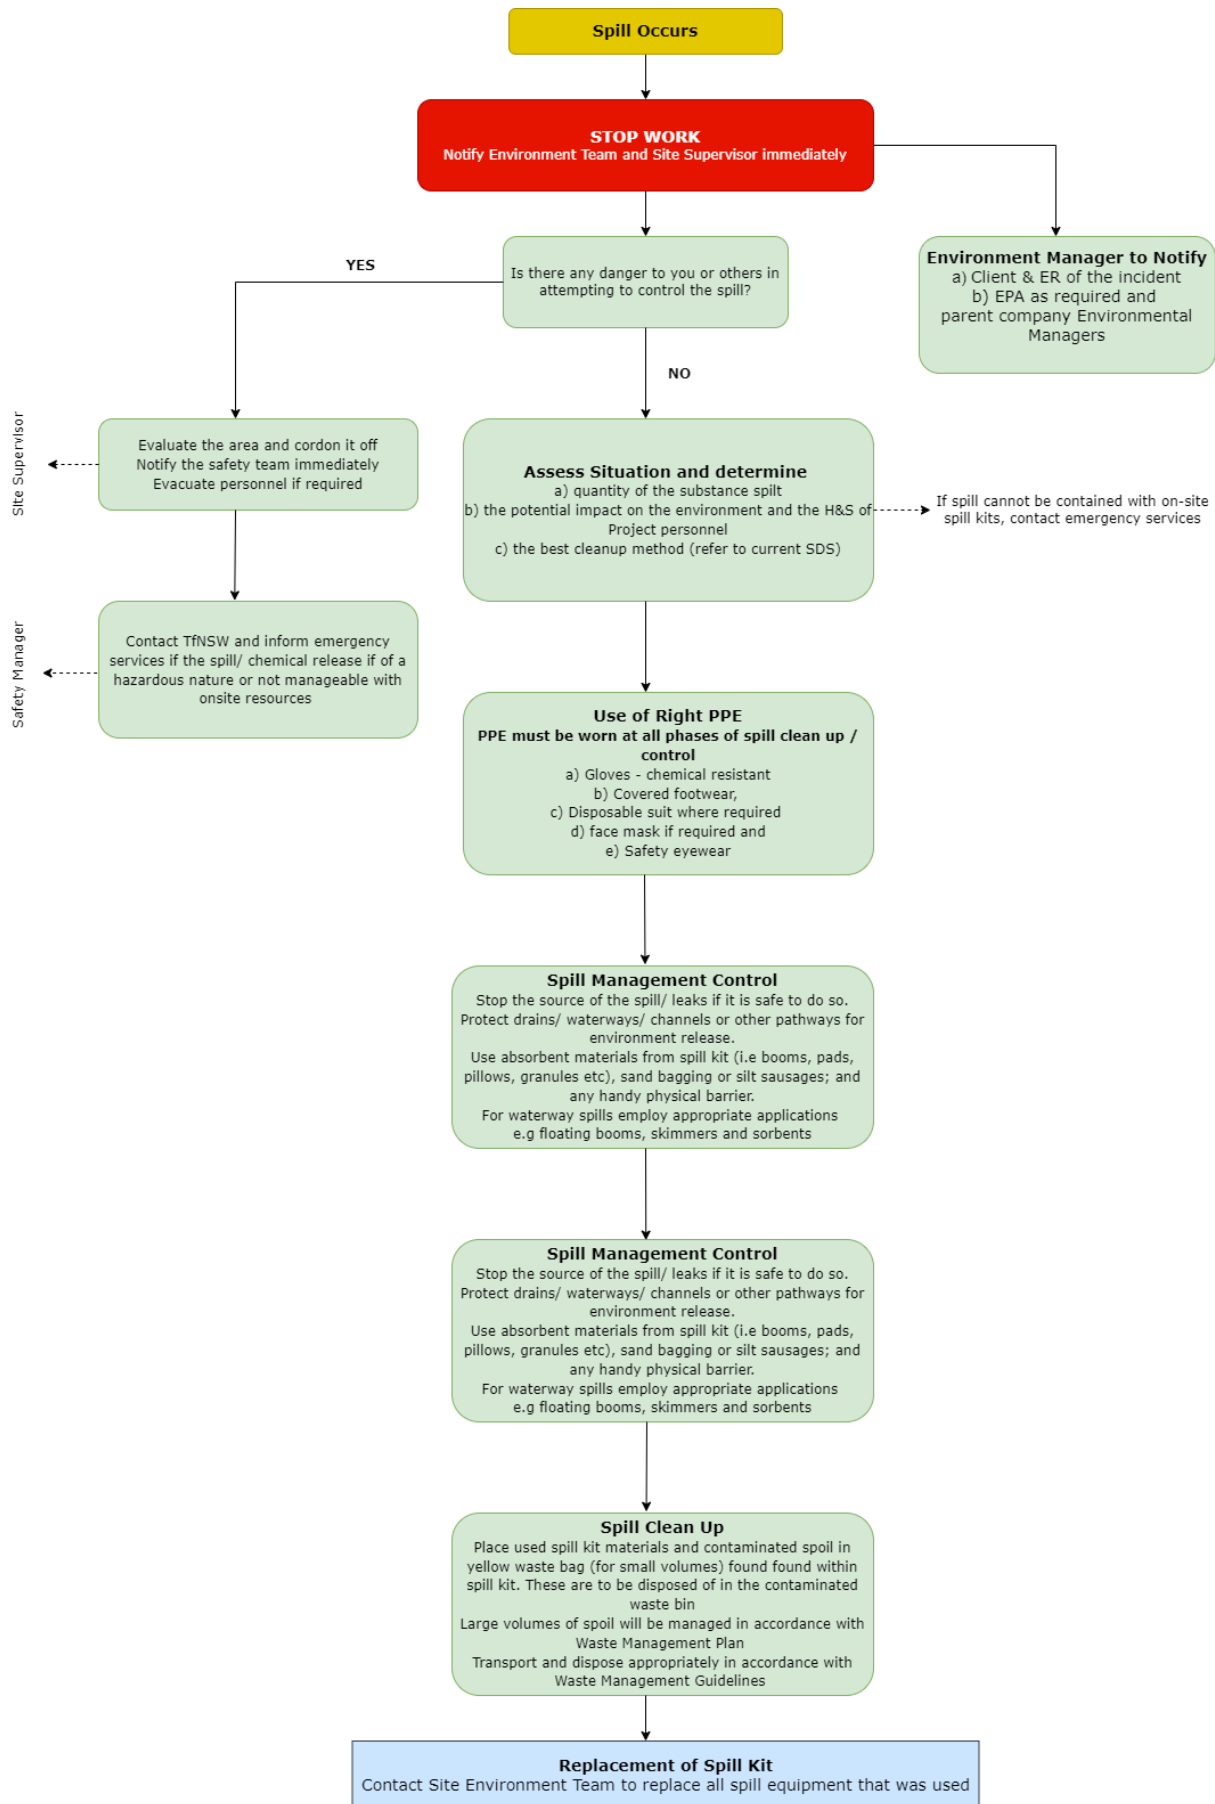 Spill Occurs
STOP WORK
Notify Environment Team and Site Supervisor immediately
Is there any danger to you or others in
attempting to control the spill?
YES
NO
Environment Manager to Notify
a) Client & ER of the incident
b) EPA as required and
parent company Environmental
Managers
Site Supervisor
Evaluate the area and cordon it off
Notify the safety team immediately
Evacuate personnel if required
Assess Situation and determine
a) quantity of the substance spilt
b) the potential impact on the environment and the H&S of
Project personnel
c) the best cleanup method (refer to current SDS)
If spill cannot be contained with on-site
spill kits, contact emergency services
Safety Manager
Contact TfNSW and inform emergency
services if the spill/ chemical release if of a
hazardous nature or not manageable with
onsite resources
Use of Right PPE
PPE must be worn at all phases of spill clean up /
control
a) Gloves - chemical resistant
b) Covered footwear,
c) Disposable suit where required
d) face mask if required and
e) Safety eyewear
Spill Management Control
Stop the source of the spill/ leaks if it is safe to do so.
Protect drains/ waterways/ channels or other pathways for
environment release.
Use absorbent materials from spill kit (i.e booms, pads,
pillows, granules etc), sand bagging or silt sausages; and
any handy physical barrier.
For waterway spills employ appropriate applications
e.g floating booms, skimmers and sorbents
Spill Management Control
Stop the source of the spill/ leaks if it is safe to do so.
Protect drains/ waterways/ channels or other pathways for
environment release.
Use absorbent materials from spill kit (i.e booms, pads,
pillows, granules etc), sand bagging or silt sausages; and
any handy physical barrier.
For waterway spills employ appropriate applications
e.g floating booms, skimmers and sorbents
Spill Clean Up
Place used spill kit materials and contaminated spoil in
yellow waste bag (for small volumes) found found within
spill kit. These are to be disposed of in the contaminated
waste bin
Large volumes of spoil will be managed in accordance with
Waste Management Plan
Transport and dispose appropriately in accordance with
Waste Management Guidelines
Replacement of Spill Kit
Contact Site Environment Team to replace all spill equipment that was used